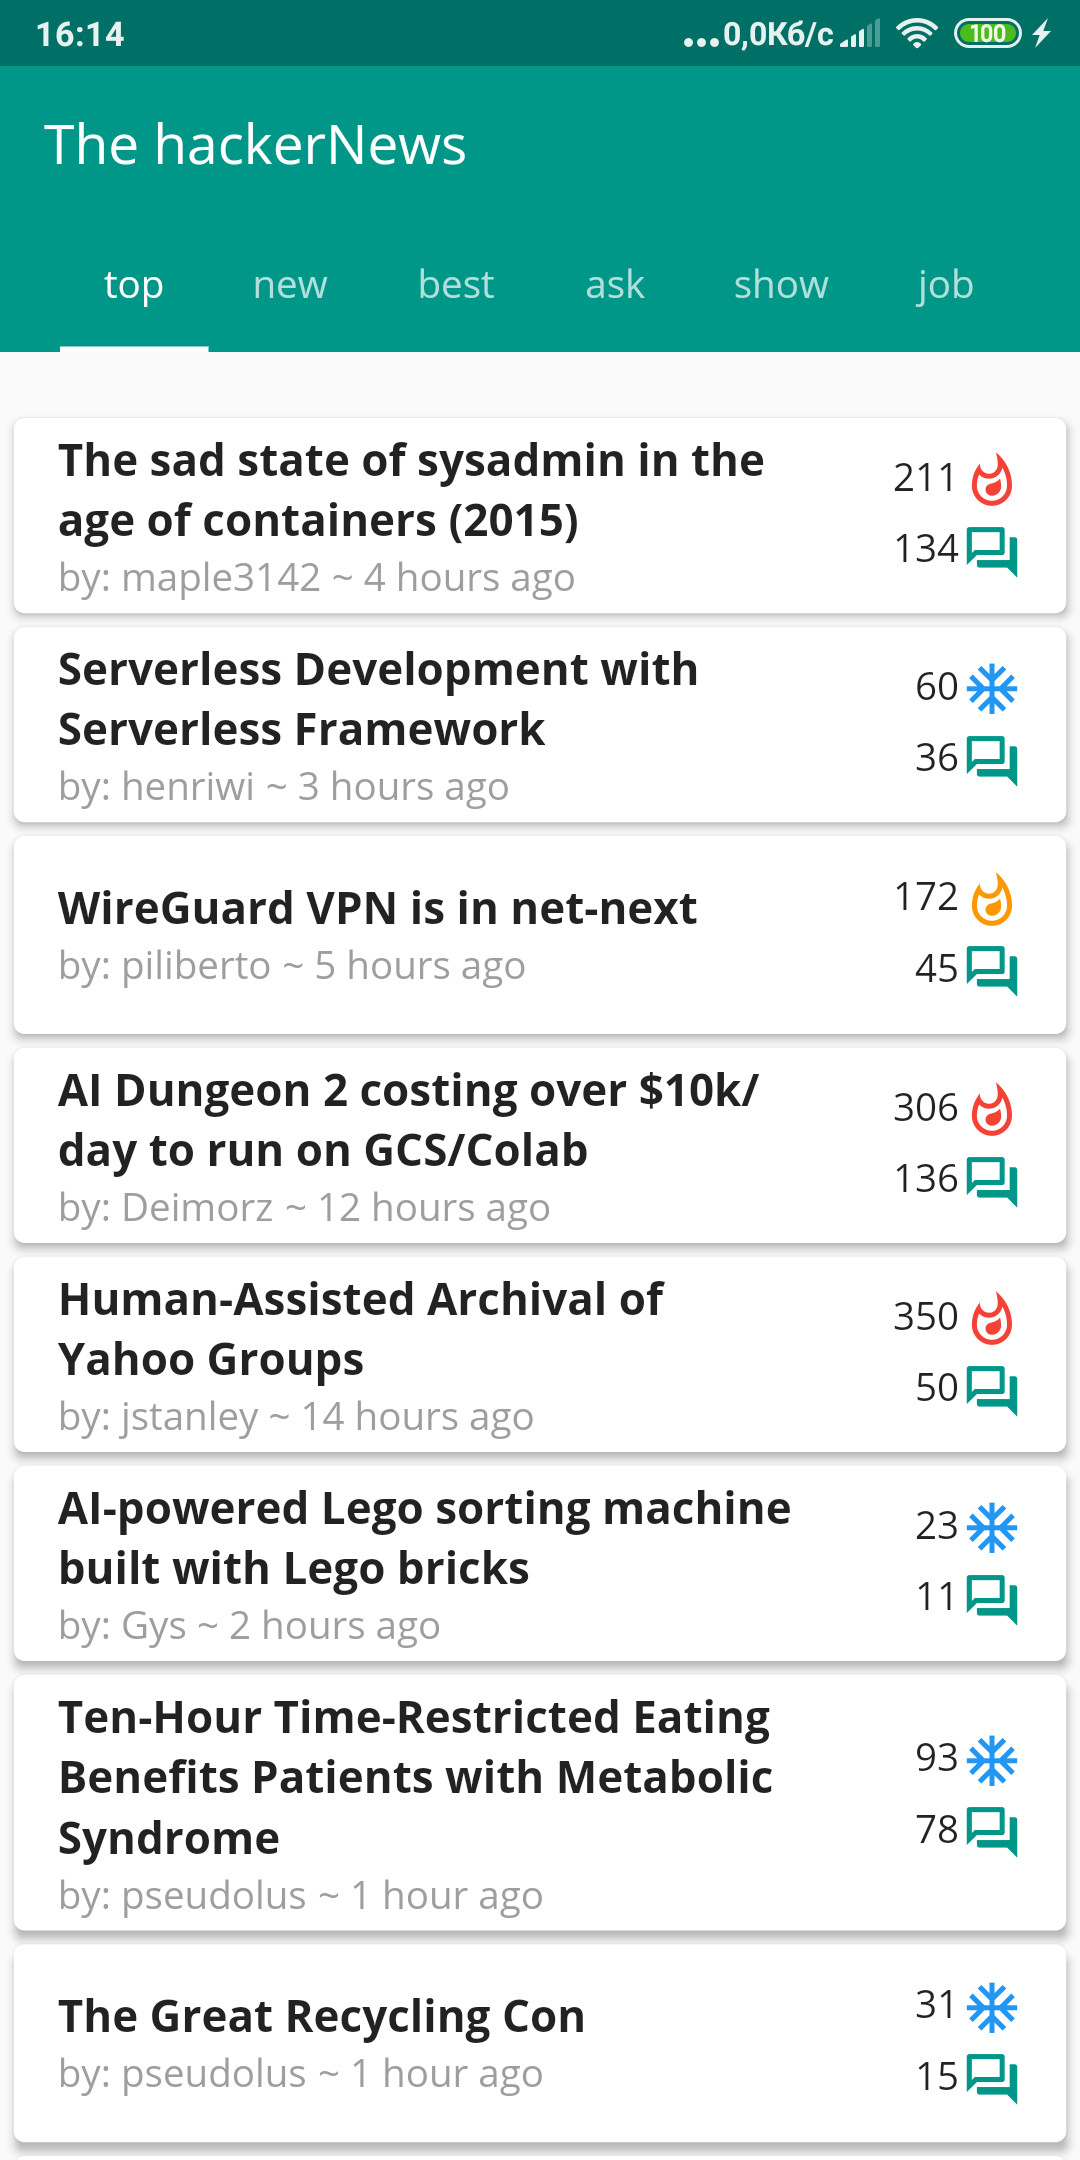 16:14
...0,0Кб/с
100
The hackerNews
top new best ask show job
The sad state of sysadmin in the
age of containers (2015)
by: maple3142 ~ 4 hours ago
211
134
Serverless Development with
Serverless Framework
by: henriwi ~ 3 hours ago
60
36
WireGuard VPN is in net-next
by: piliberto ~ 5 hours ago
172
45
AI Dungeon 2 costing over $10k/
day to run on GCS/Colab
by: Deimorz ~ 12 hours ago
306
136
Human-Assisted Archival of
Yahoo Groups
by: jstanley ~ 14 hours ago
350
50
AI-powered Lego sorting machine
built with Lego bricks
by: Gys ~ 2 hours ago
23
11
Ten-Hour Time-Restricted Eating
Benefits Patients with Metabolic
Syndrome
by: pseudolus ~ 1 hour ago
93
78
The Great Recycling Con
by: pseudolus ~ 1 hour ago
31
15